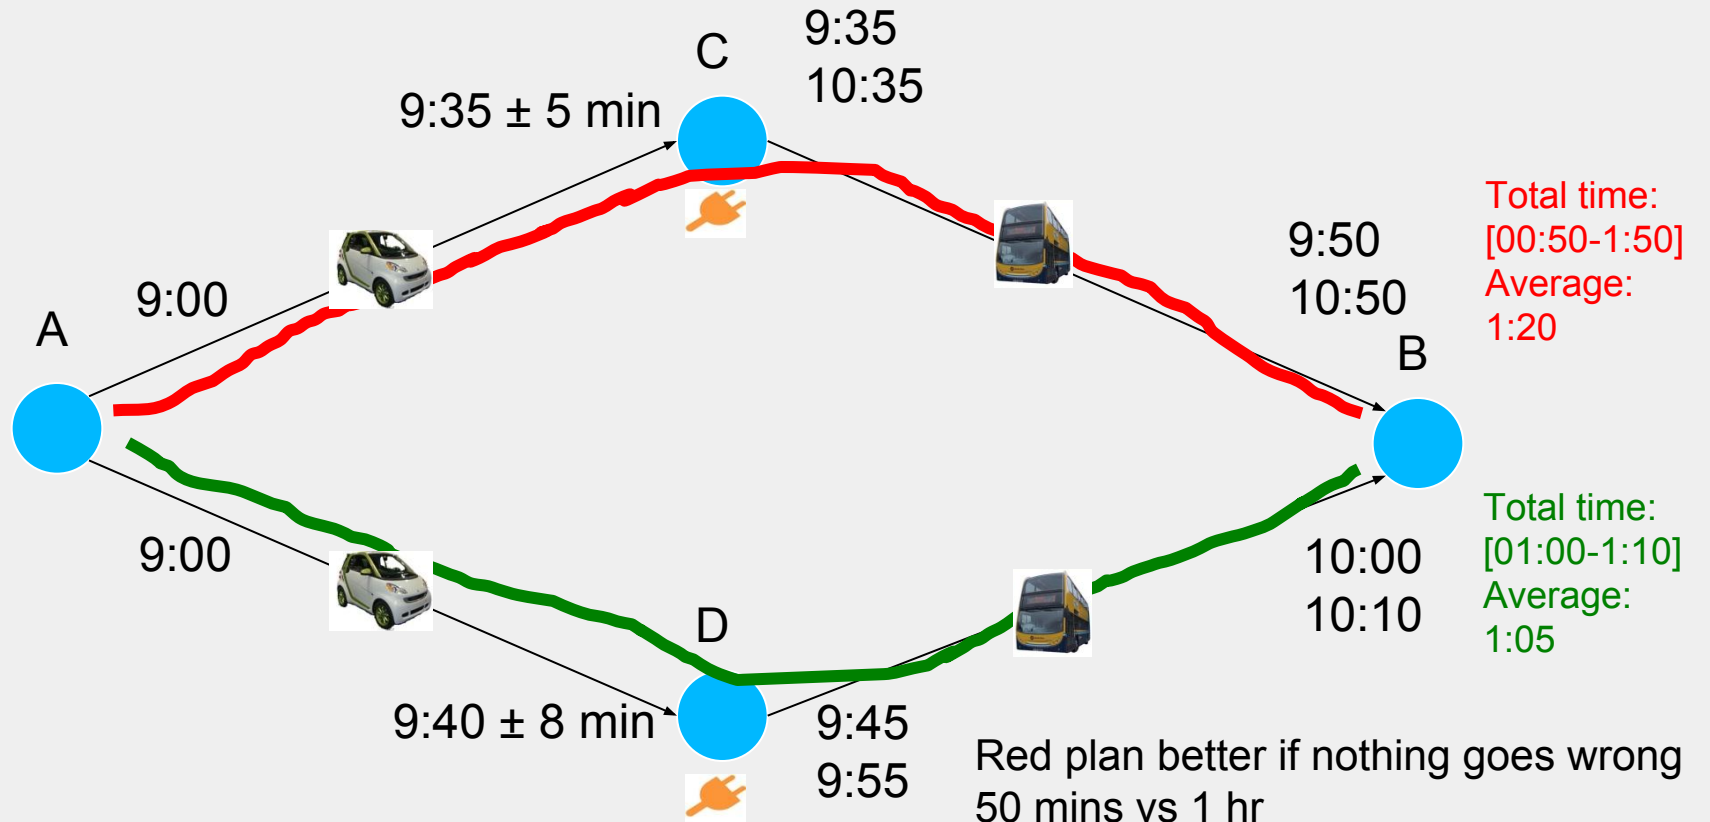 C
9:35
10:35
9:35 ± 5 min
Total time:
[00:50-1:50]
Average:
1:20
9:50
10:50
9:00
A
B
9:00
Total time:
[01:00-1:10]
Average:
1:05
10:00
10:10
D
9:40 ± 8 min
9:45
9:55
Red plan better if nothing goes wrong
50 mins vs 1 hr